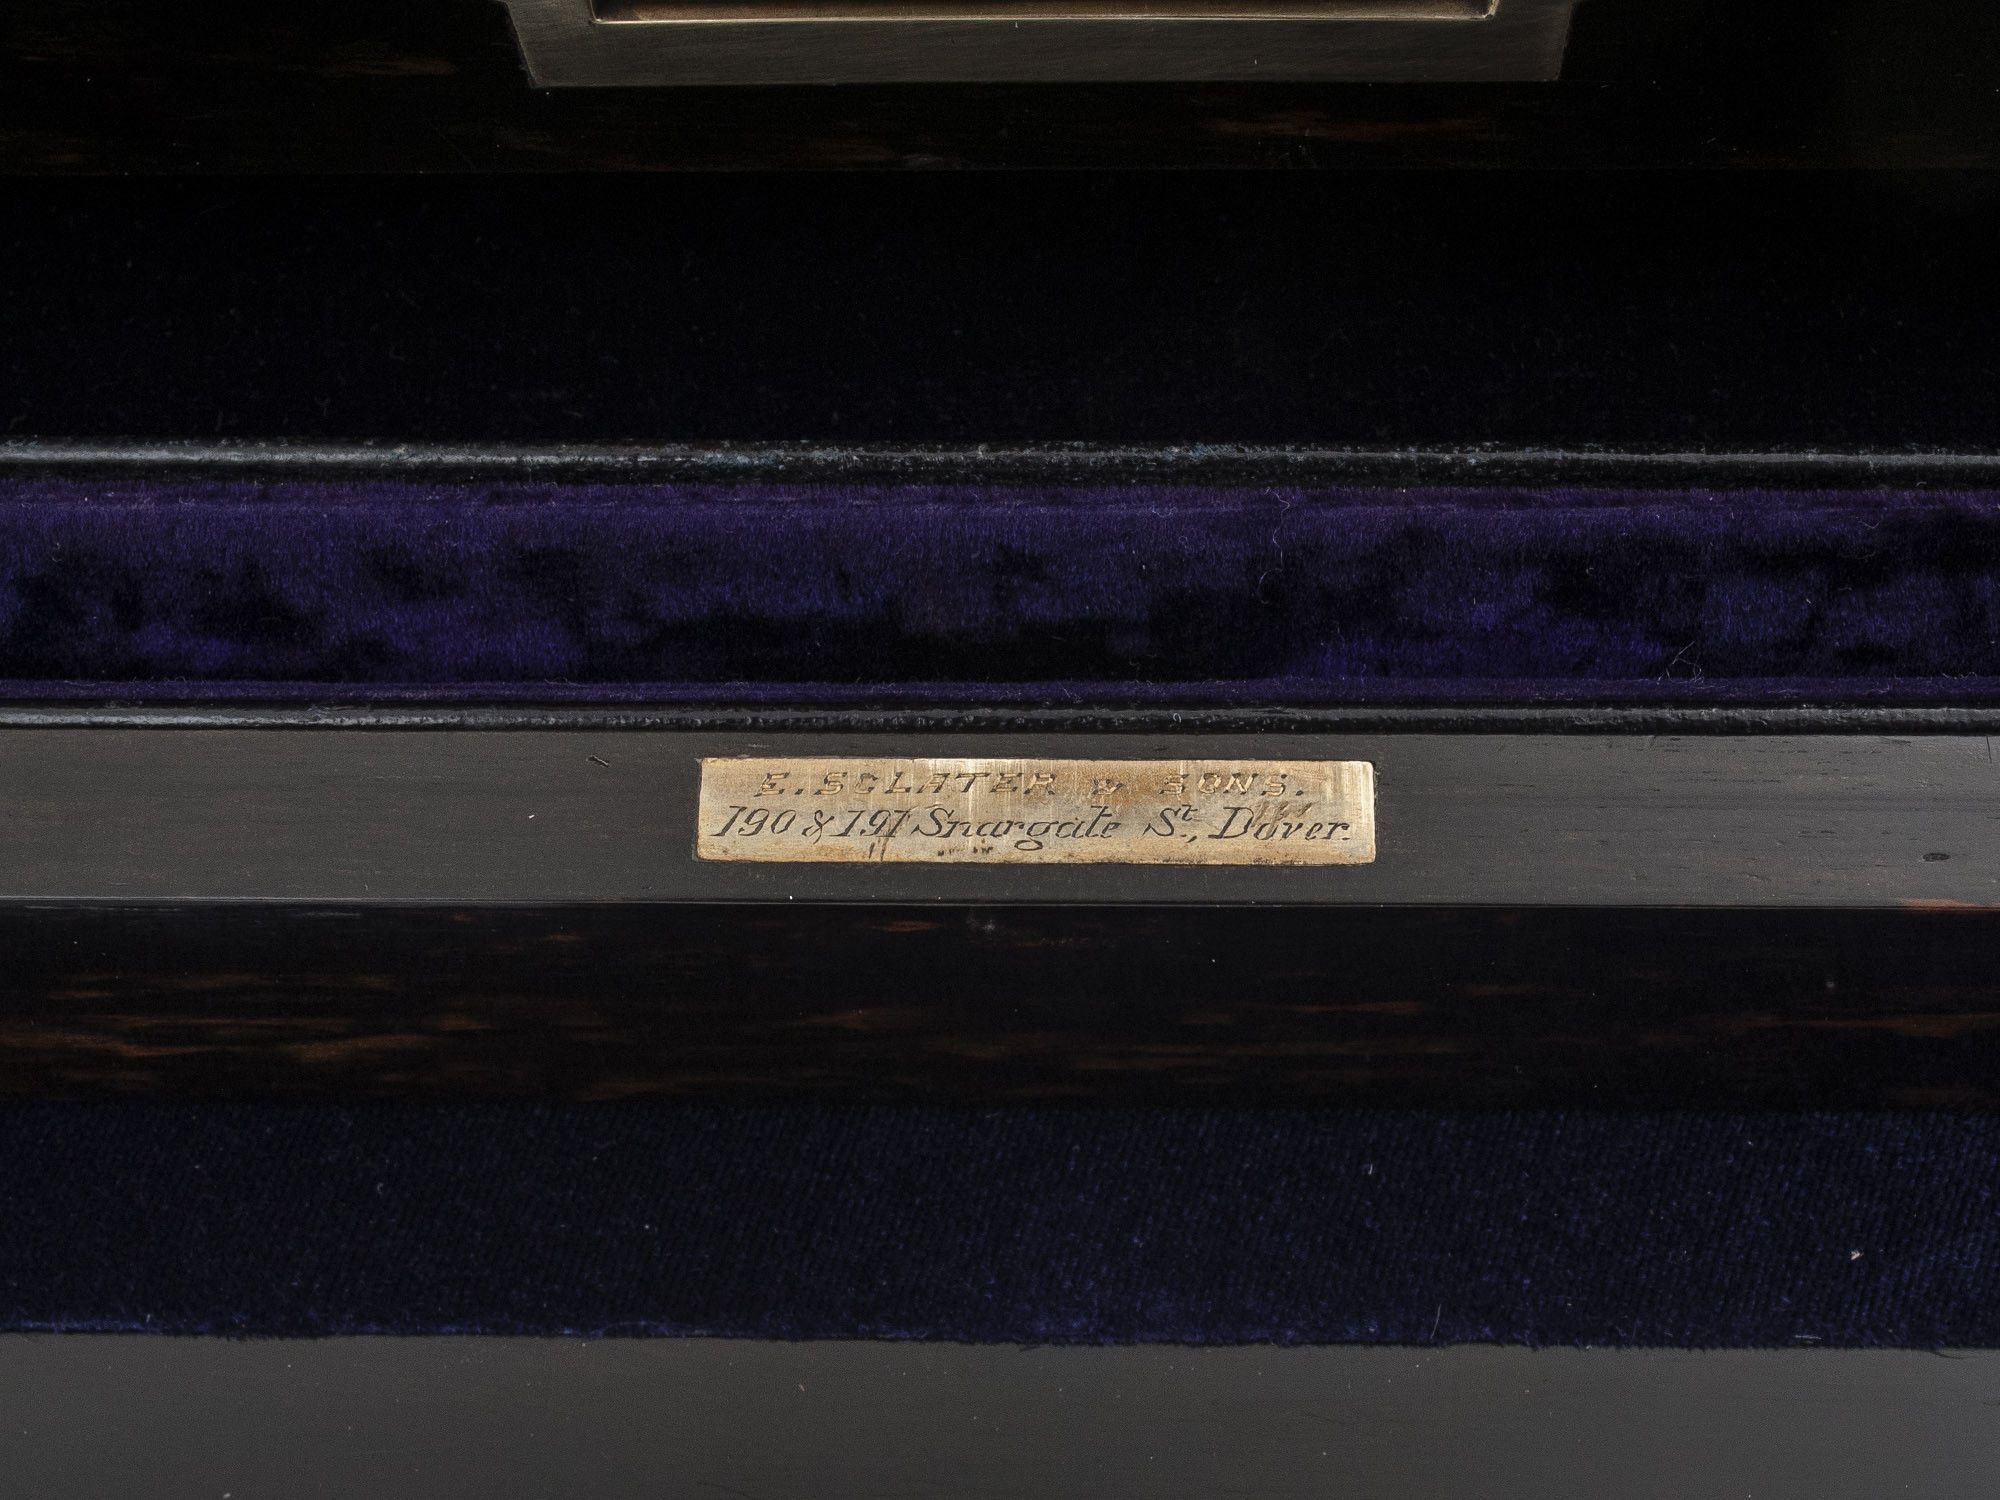 E. SCLATER & SONS.
190 & 191 Snargate St, Dover.